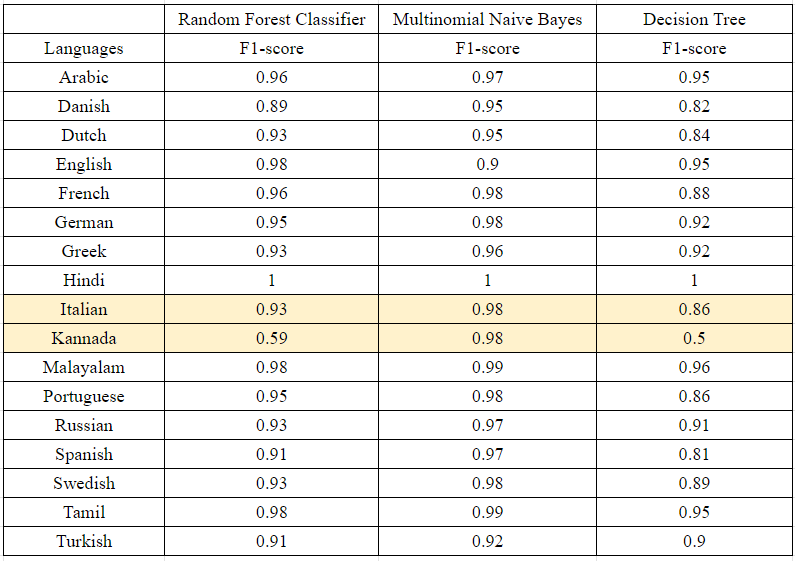 Random Forest Classifier Multinomial Naive Bayes Decision Tree
Languages F1-score F1-score F1-score
Arabic 0.96 0.97 0.95
Danish 0.89 0.95 0.82
Dutch 0.93 0.95 0.84
English 0.98 0.9 0.95
French 0.96 0.98 0.88
German 0.95 0.98 0.92
Greek 0.93 0.96 0.92
Hindi 1 1 1
Italian 0.93 0.98 0.86
Kannada 0.59 0.98 0.5
Malayalam 0.98 0.99 0.96
Portuguese 0.95 0.98 0.86
Russian 0.93 0.97 0.91
Spanish 0.91 0.97 0.81
Swedish 0.93 0.98 0.89
Tamil 0.98 0.99 0.95
Turkish 0.91 0.92 0.9